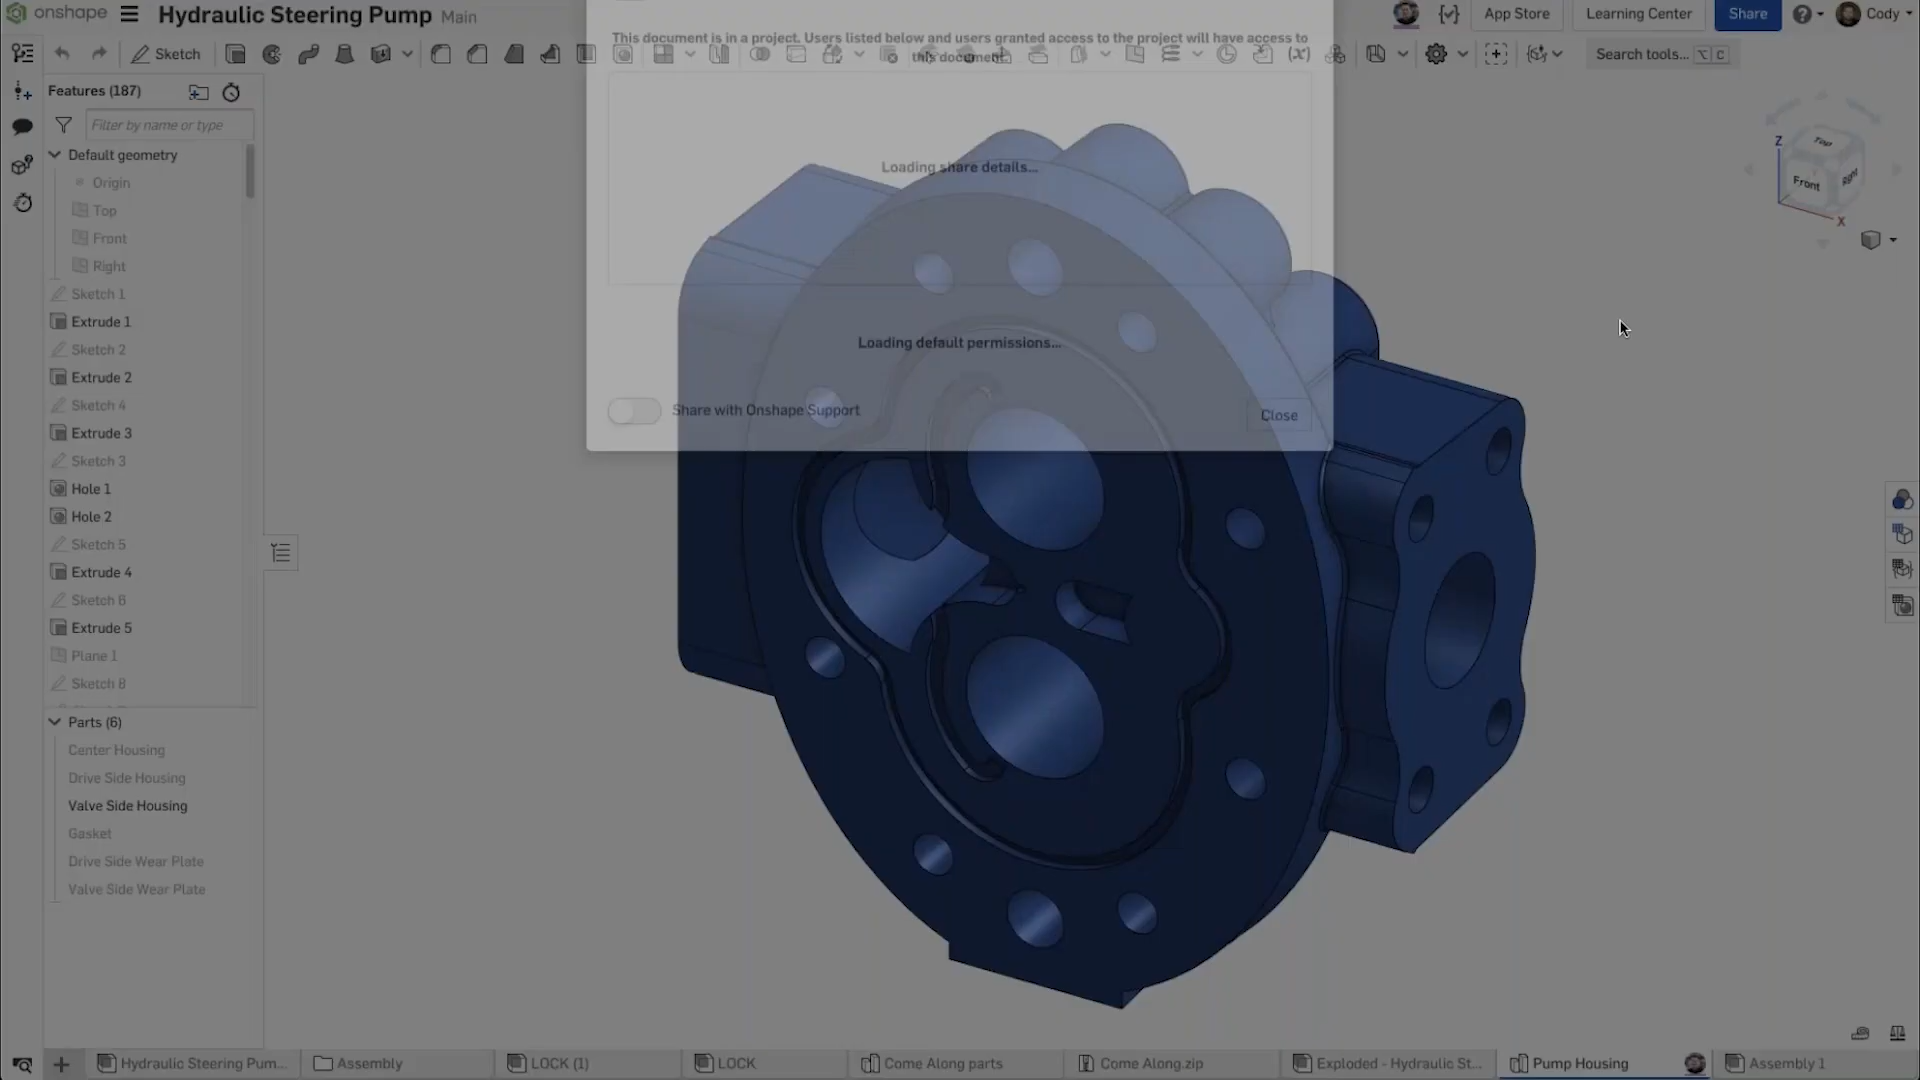 onshape
Hydraulic Steering Pump Main
App Store
Learning Center
Share
Cody
Sketch
(x)
Search tools... ⌥ C
This document is in a project. Users listed below and users granted access to the project will have access to
this document.
Loading share details...
Loading default permissions...
Share with Onshape Support
Close
Features (187)
Filter by name or type
Default geometry
Origin
Top
Front
Right
Sketch 1
Extrude 1
Sketch 2
Extrude 2
Sketch 4
Extrude 3
Sketch 3
Hole 1
Hole 2
Sketch 5
Extrude 4
Sketch 6
Extrude 5
Plane 1
Sketch 8
Parts (6)
Center Housing
Drive Side Housing
Valve Side Housing
Gasket
Drive Side Wear Plate
Valve Side Wear Plate
Z
Top
Front
Right
X
Hydraulic Steering Pum...
Assembly
LOCK (1)
LOCK
Come Along parts
Come Along.zip
Exploded - Hydraulic St...
Pump Housing
Assembly 1